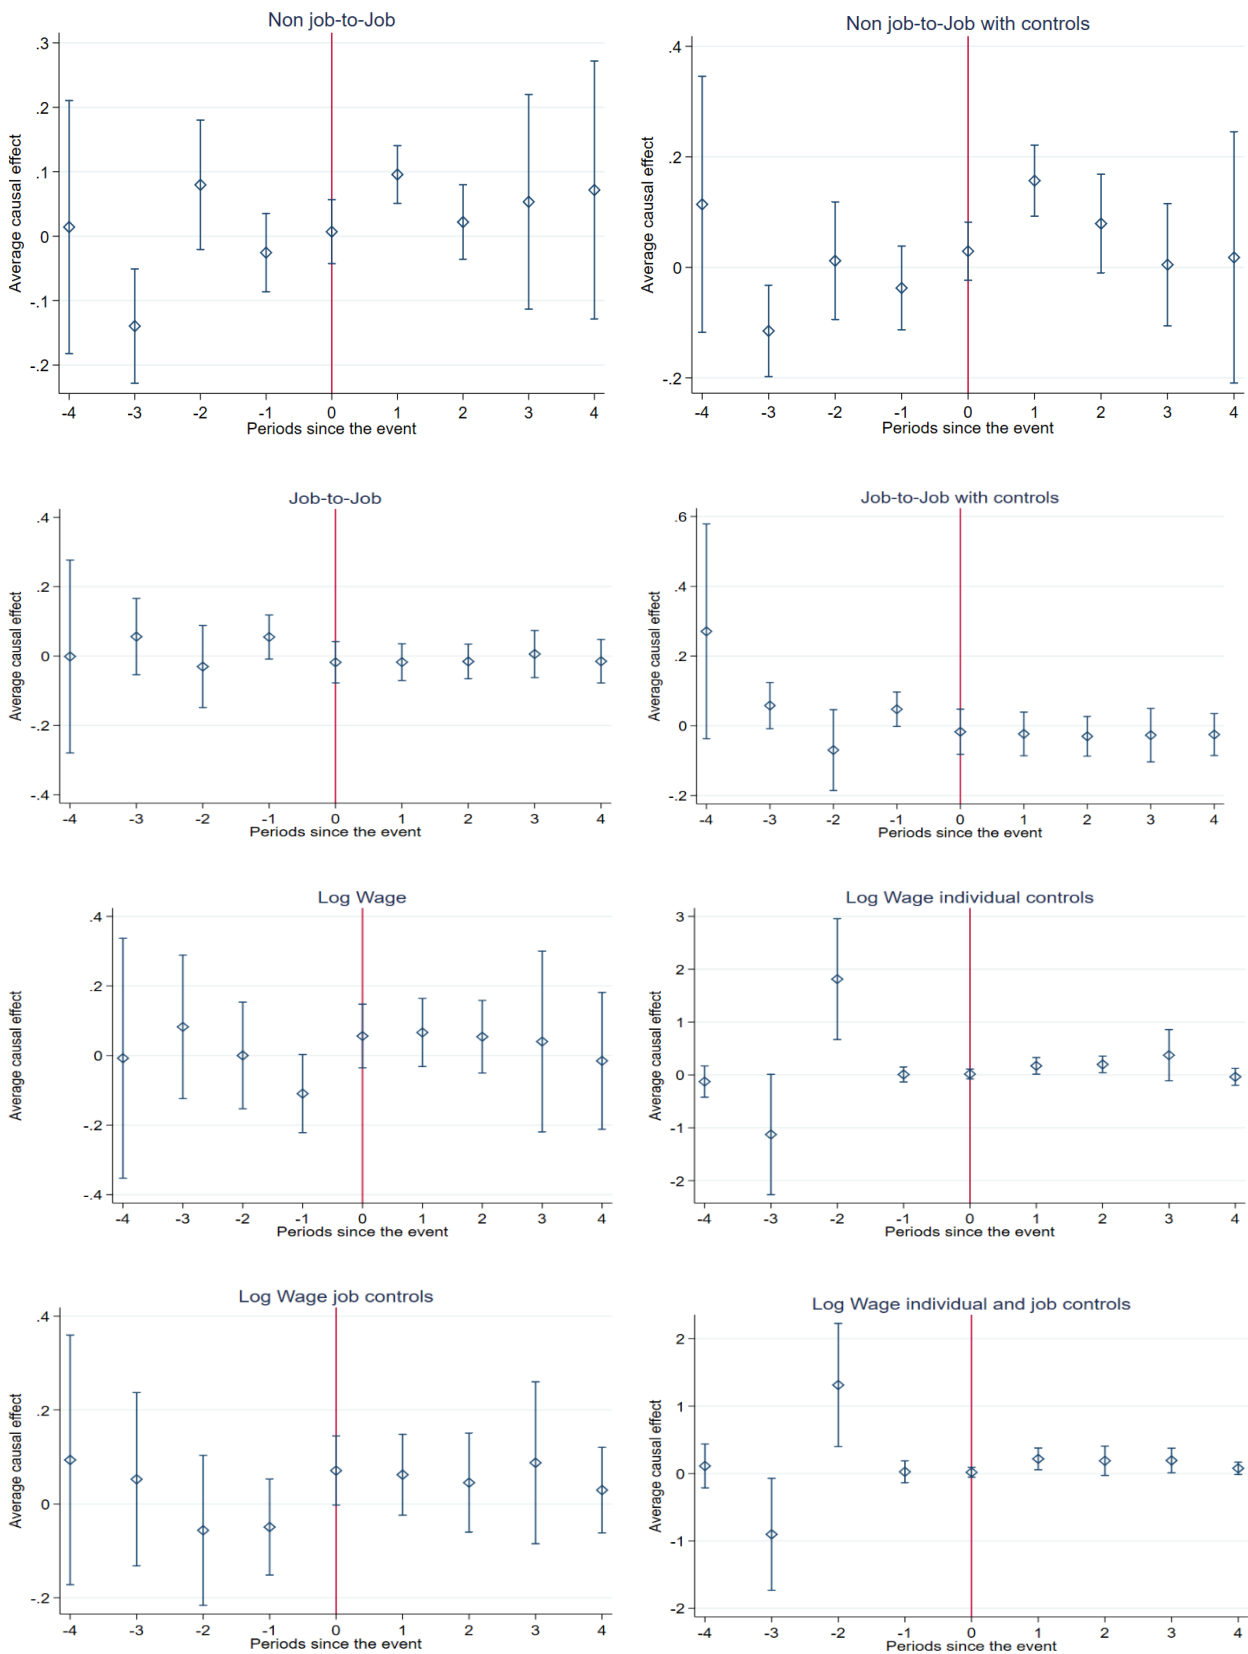 Non job-to-Job
Average causal effect
.3
.2
.1
0
-.1
-.2
-4 -3 -2 -1 0 1 2 3 4
Periods since the event
Non job-to-Job with controls
Average causal effect
.4
.2
0
-.2
-4 -3 -2 -1 0 1 2 3 4
Periods since the event
Job-to-Job
Average causal effect
.4
.2
0
-.2
-.4
-4 -3 -2 -1 0 1 2 3 4
Periods since the event
Job-to-Job with controls
Average causal effect
.6
.4
.2
0
-.2
-4 -3 -2 -1 0 1 2 3 4
Periods since the event
Log Wage
Average causal effect
.4
.2
0
-.2
-.4
-4 -3 -2 -1 0 1 2 3 4
Periods since the event
Log Wage individual controls
Average causal effect
3
2
1
0
-1
-2
-4 -3 -2 -1 0 1 2 3 4
Periods since the event
Log Wage job controls
Average causal effect
.4
.2
0
-.2
-4 -3 -2 -1 0 1 2 3 4
Periods since the event
Log Wage individual and job controls
Average causal effect
2
1
0
-1
-2
-4 -3 -2 -1 0 1 2 3 4
Periods since the event